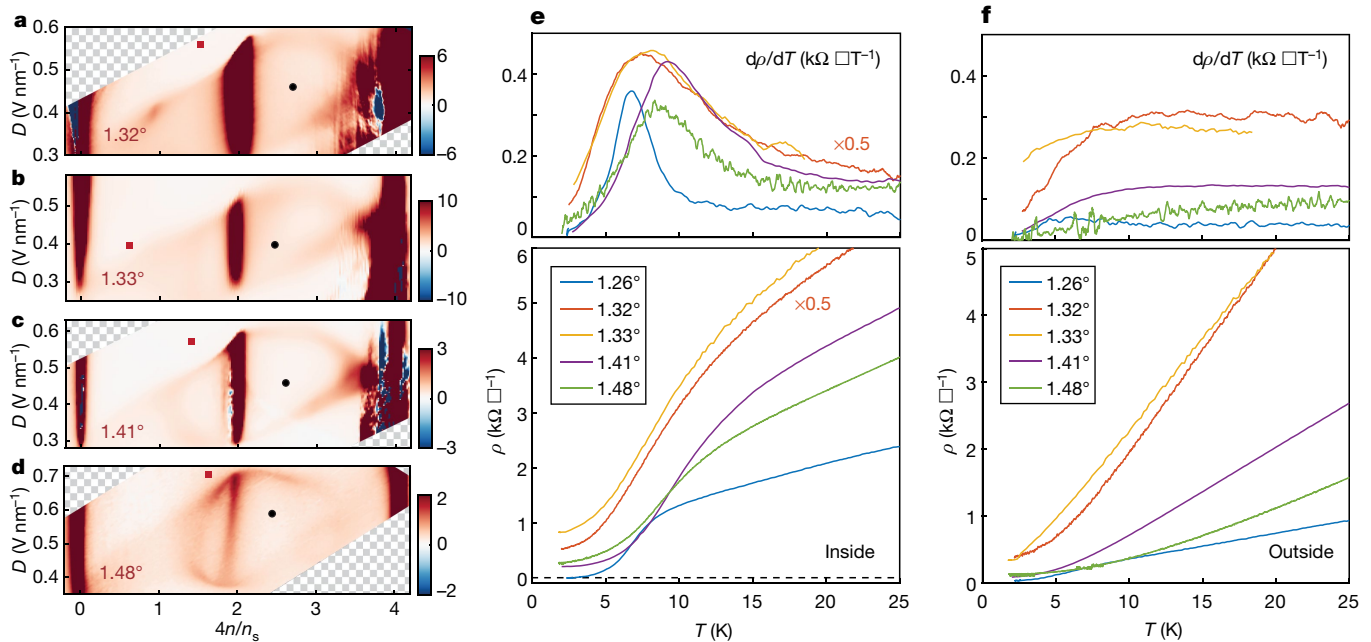 a
D (V nm⁻¹)
0.6
0.5
0.4
0.3
1.32°
6
0
−6
b
D (V nm⁻¹)
0.5
0.4
0.3
1.33°
10
0
−10
c
D (V nm⁻¹)
0.6
0.5
0.4
0.3
1.41°
3
0
−3
d
D (V nm⁻¹)
0.7
0.6
0.5
0.4
1.48°
2
0
−2
0 1 2 3 4
4n/nₛ
e
dρ/dT (kΩ □T⁻¹)
0.4
0.2
0
×0.5
6
5
4
3
2
1
0
ρ (kΩ □⁻¹)
1.26°
1.32°
1.33°
1.41°
1.48°
×0.5
Inside
0 5 10 15 20 25
T (K)
f
dρ/dT (kΩ □T⁻¹)
0.4
0.2
0
5
4
3
2
1
0
ρ (kΩ □⁻¹)
1.26°
1.32°
1.33°
1.41°
1.48°
Outside
0 5 10 15 20 25
T (K)